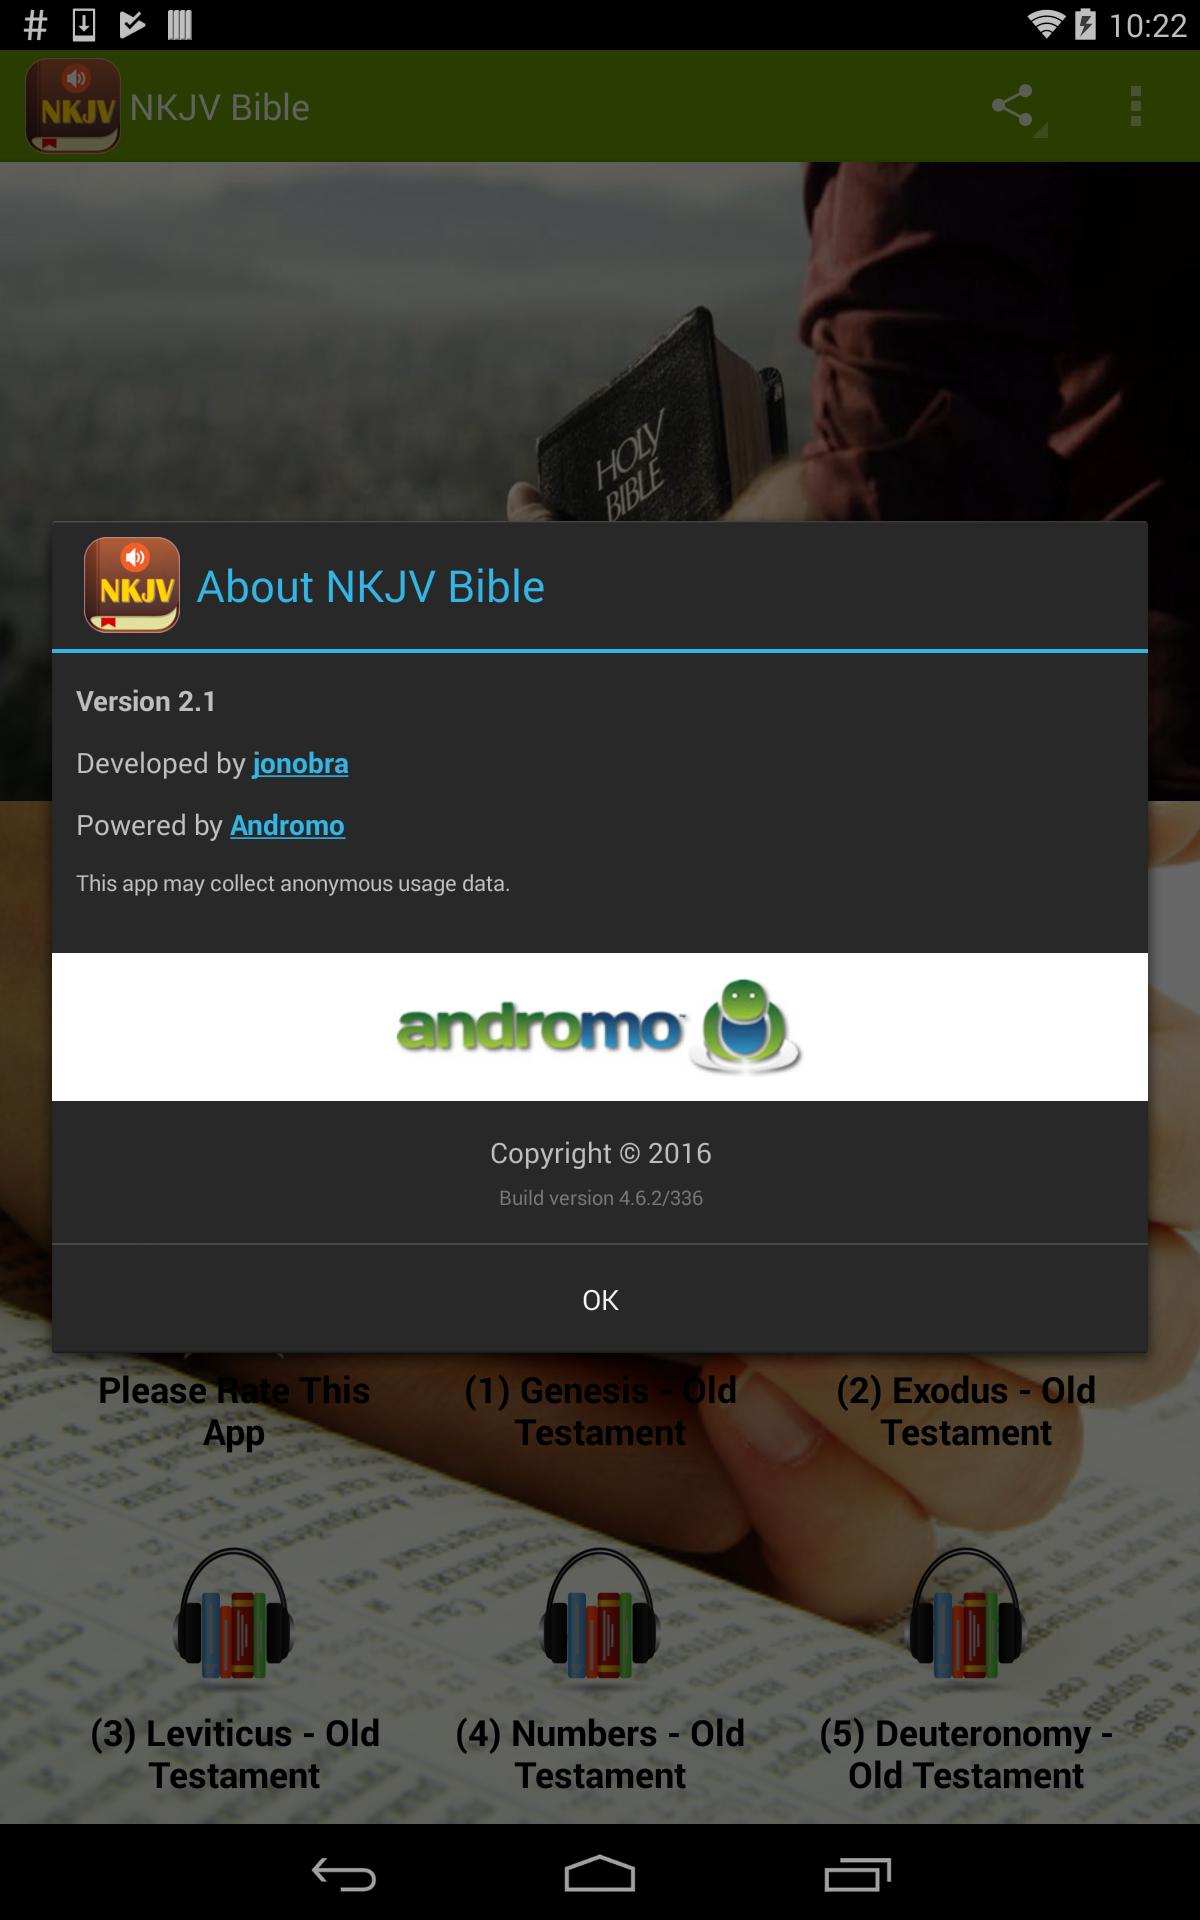 10:22
NKJV
NKJV Bible
HOLY
BIBLE
NKJV
About NKJV Bible
Version 2.1
Developed by jonobra
Powered by Andromo
This app may collect anonymous usage data.
andromo
Copyright © 2016
Build version 4.6.2/336
OK
Please Rate This
App
(1) Genesis - Old
Testament
(2) Exodus - Old
Testament
(3) Leviticus - Old
Testament
(4) Numbers - Old
Testament
(5) Deuteronomy -
Old Testament